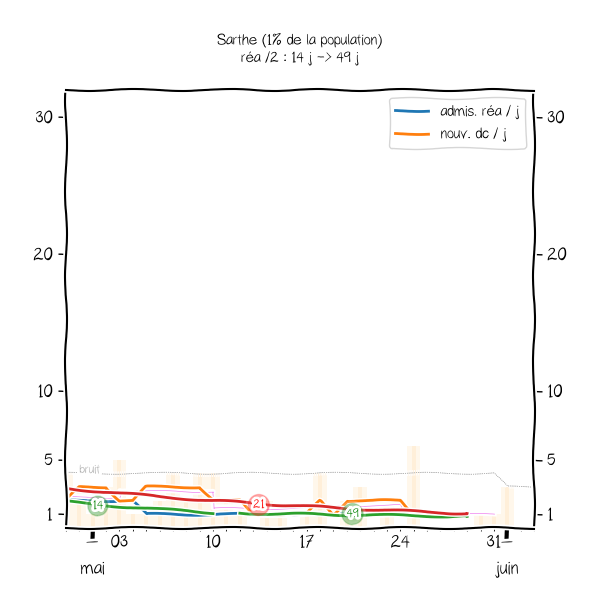 Sarthe (1% de la population)
réa /2 : 14 j -> 49 j
admis. réa / j
nouv. dc / j
30
30
20
20
10
10
5
5
bruit
1
1
14
21
49
03
10
17
24
31
mai
juin